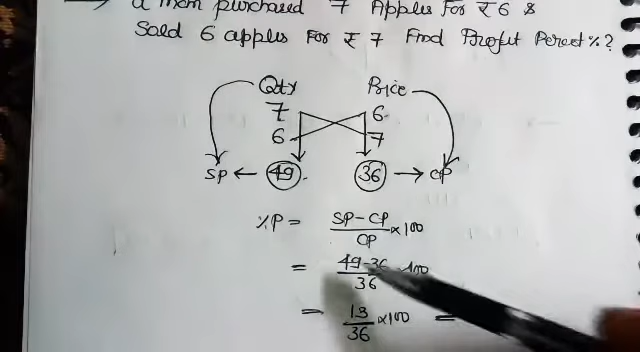 a man purchased 7 Apples for ₹6 &
Sold 6 apples for ₹ 7 Find Profit Percet %?
Qty Price
7 6
6 7
SP ← 49 36 → CP
%P = SP-CP/CP ×100
= 49-36/36 ×100
= 13/36 ×100 =